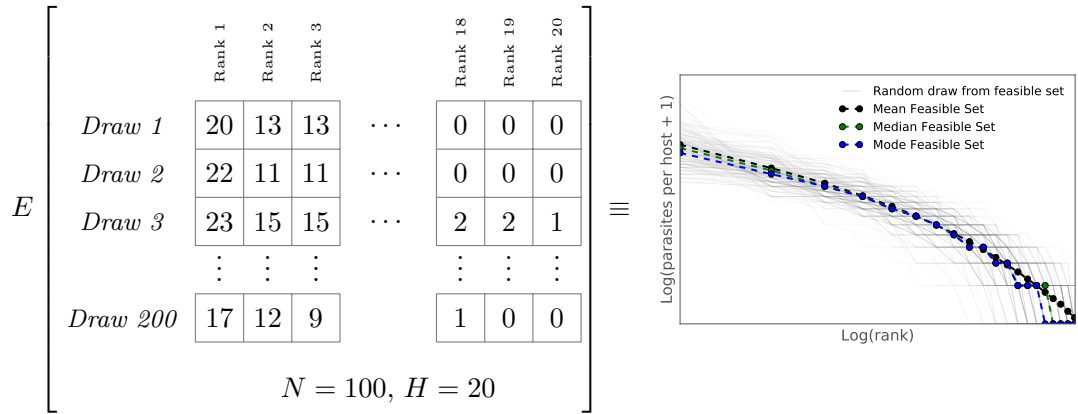 Rank 1 Rank 2 Rank 3 Rank 18 Rank 19 Rank 20
Draw 1 20 13 13 ⋯ 0 0 0
Draw 2 22 11 11 0 0 0
E Draw 3 23 15 15 ⋯ 2 2 1 ≡
⋮ ⋮ ⋮ ⋮ ⋮ ⋮
Draw 200 17 12 9 1 0 0
N = 100, H = 20
Log(parasites per host + 1)
Random draw from feasible set
Mean Feasible Set
Median Feasible Set
Mode Feasible Set
Log(rank)